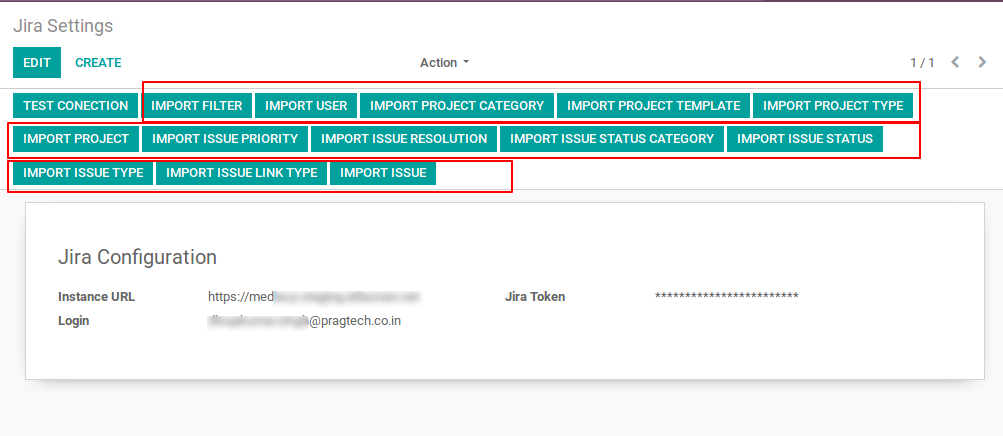 Jira Settings
EDIT CREATE Action 1 / 1
TEST CONECTION IMPORT FILTER IMPORT USER IMPORT PROJECT CATEGORY IMPORT PROJECT TEMPLATE IMPORT PROJECT TYPE
IMPORT PROJECT IMPORT ISSUE PRIORITY IMPORT ISSUE RESOLUTION IMPORT ISSUE STATUS CATEGORY IMPORT ISSUE STATUS
IMPORT ISSUE TYPE IMPORT ISSUE LINK TYPE IMPORT ISSUE
Jira Configuration
Instance URL https://med Jira Token ************************
Login @pragtech.co.in